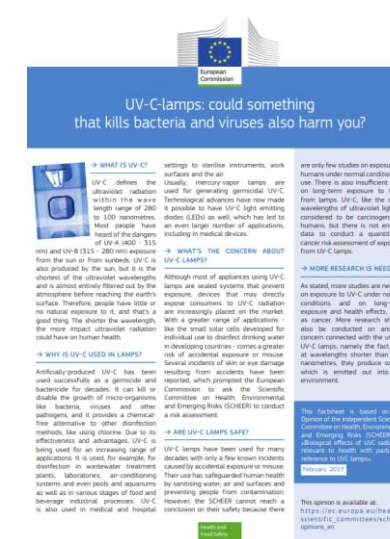 European
Commission
UV-C-lamps: could something
that kills bacteria and viruses also harm you?
→ WHAT IS UV-C?
UV-C defines the
ultraviolet radiation
within the wave
length range of 280
to 100 nanometres.
Most people have
heard of the dangers
of UV-A (400 - 315
nm) and UV-B (315 - 280 nm) exposure
from the sun or from sunbeds. UV-C is
also produced by the sun, but it is the
shortest of the ultraviolet wavelengths
and is almost entirely filtered out by the
atmosphere before reaching the earth's
surface. Therefore, people have little or
no natural exposure to it, and that's a
good thing. The shorter the wavelength,
the more impact ultraviolet radiation
could have on human health.
→ WHY IS UV-C USED IN LAMPS?
Artificially-produced UV-C has been
used successfully as a germicide and
bactericide for decades. It can kill or
disable the growth of micro-organisms
like bacteria, viruses and other
pathogens, and it provides a chemical-
free alternative to other disinfection
methods, like using chlorine. Due to its
effectiveness and advantages, UV-C is
being used for an increasing range of
applications. It is used, for example, for
disinfection in wastewater treatment
plants, laboratories, air-conditioning
systems and even pools and aquariums
as well as in various stages of food and
beverage industrial processes. UV-C
is also used in medical and hospital
settings to sterilise instruments, work
surfaces and the air.
Usually, mercury-vapor lamps are
used for generating germicidal UV-C.
Technological advances have now made
it possible to have UV-C light emitting
diodes (LEDs) as well, which has led to
an even larger number of applications,
including in medical devices.
→ WHAT'S THE CONCERN ABOUT
UV-C LAMPS?
Although most of appliances using UV-C
lamps are sealed systems that prevent
exposure, devices that may directly
expose consumers to UV-C radiation
are increasingly placed on the market.
With a greater range of applications -
like the small solar cells developed for
individual use to disinfect drinking water
in developing countries - comes a greater
risk of accidental exposure or misuse.
Several incidents of skin or eye damage
resulting from accidents have been
reported, which prompted the European
Commission to ask the Scientific
Committee on Health, Environmental
and Emerging Risks (SCHEER) to conduct
a risk assessment.
→ ARE UV-C LAMPS SAFE?
UV-C lamps have been used for many
decades with only a few known incidents
caused by accidental exposure or misuse.
Their use has safeguarded human health
by sanitising water, air and surfaces and
preventing people from contamination.
However, the SCHEER cannot reach a
conclusion on their safety because there
are only few studies on exposu
humans under normal condition
use. There is also insufficient
on long-term exposure to U
from lamps. UV-C, like the o
wavelengths of ultraviolet ligh
considered to be carcinogen
humans, but there is not en
data to conduct a quantita
cancer risk assessment of expos
from UV-C lamps.
→ MORE RESEARCH IS NEED
As stated, more studies are nee
on exposure to UV-C under no
conditions and on long-
exposure and health effects,
as cancer. More research sh
also be conducted on an
concern connected with the us
UV-C lamps, namely the fact
at wavelengths shorter than
nanometres, they produce o
which is emitted out into
environment.
This factsheet is based on
Opinion of the independent Scie
Committee on Health, Environme
and Emerging Risks (SCHEER
«Biological effects of UVC radia
relevant to health with parti
reference to UVC lamps».
February, 2017
This opinion is available at:
https://ec.europa.eu/hea
scientific_committees/sch
opinions_en
Health and
Food Safety